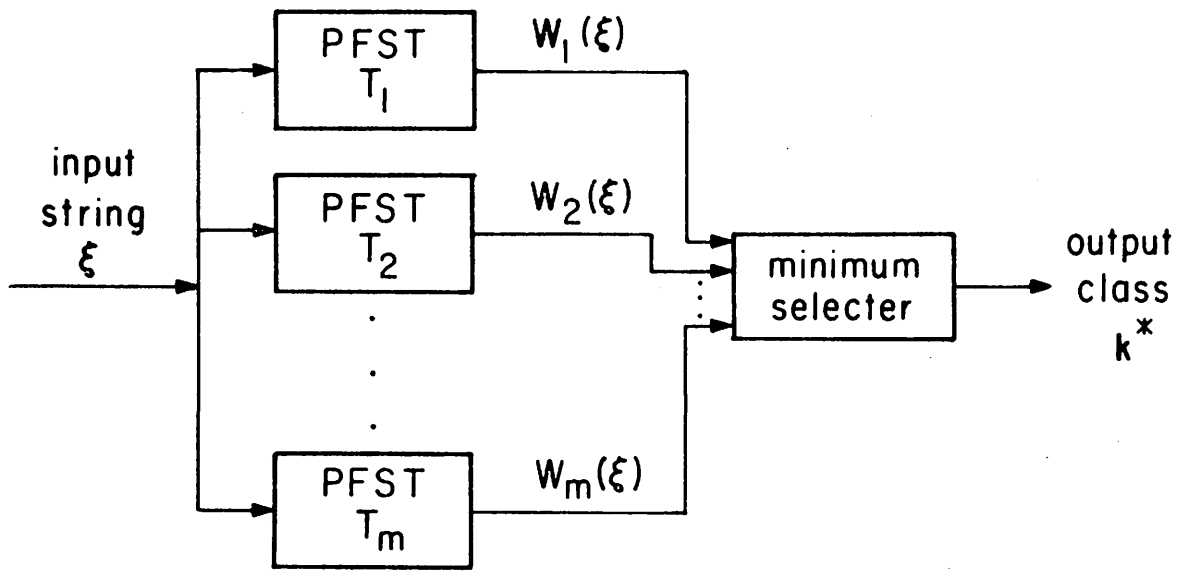 PFST
T₁
W₁(ξ)
input
string
ξ
PFST
T₂
W₂(ξ)
minimum
selecter
output
class
k*
PFST
Tₘ
Wₘ(ξ)